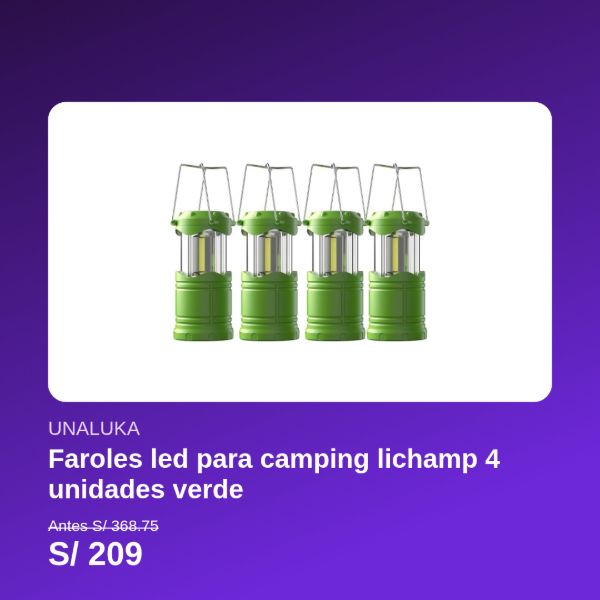 UNALUKA
Faroles led para camping lichamp 4
unidades verde
Antes S/ 368.75
S/ 209